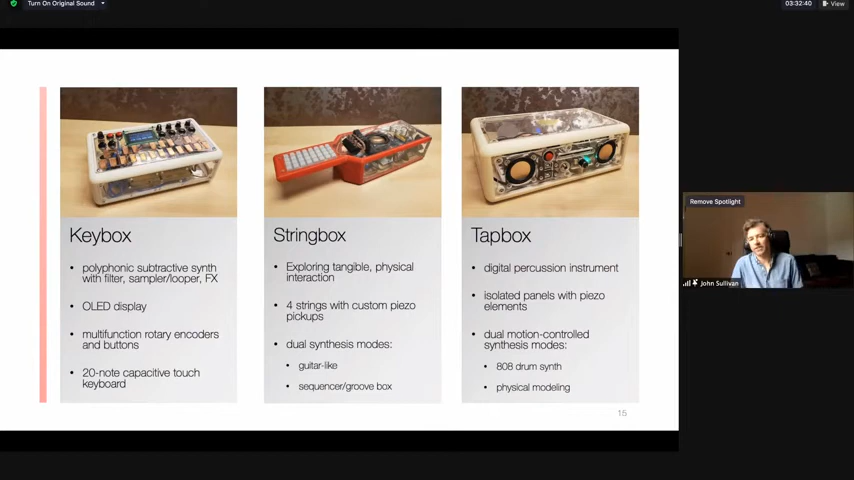 Turn On Original Sound
03:32:40
View
Keybox
• polyphonic subtractive synth
with filter, sampler/looper, FX
• OLED display
• multifunction rotary encoders
and buttons
• 20-note capacitive touch
keyboard
Stringbox
• Exploring tangible, physical
interaction
• 4 strings with custom piezo
pickups
• dual synthesis modes:
• guitar-like
• sequencer/groove box
Tapbox
• digital percussion instrument
• isolated panels with piezo
elements
• dual motion-controlled
synthesis modes:
• 808 drum synth
• physical modeling
15
Remove Spotlight
John Sullivan